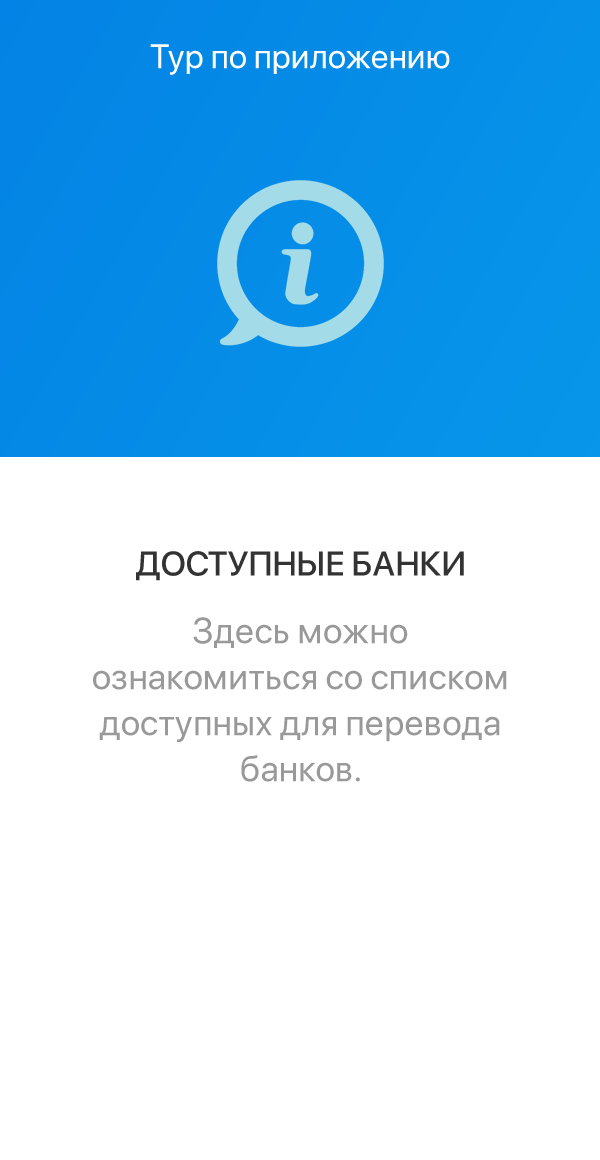 Тур по приложению
i
ДОСТУПНЫЕ БАНКИ
Здесь можно
ознакомиться со списком
доступных для перевода
банков.